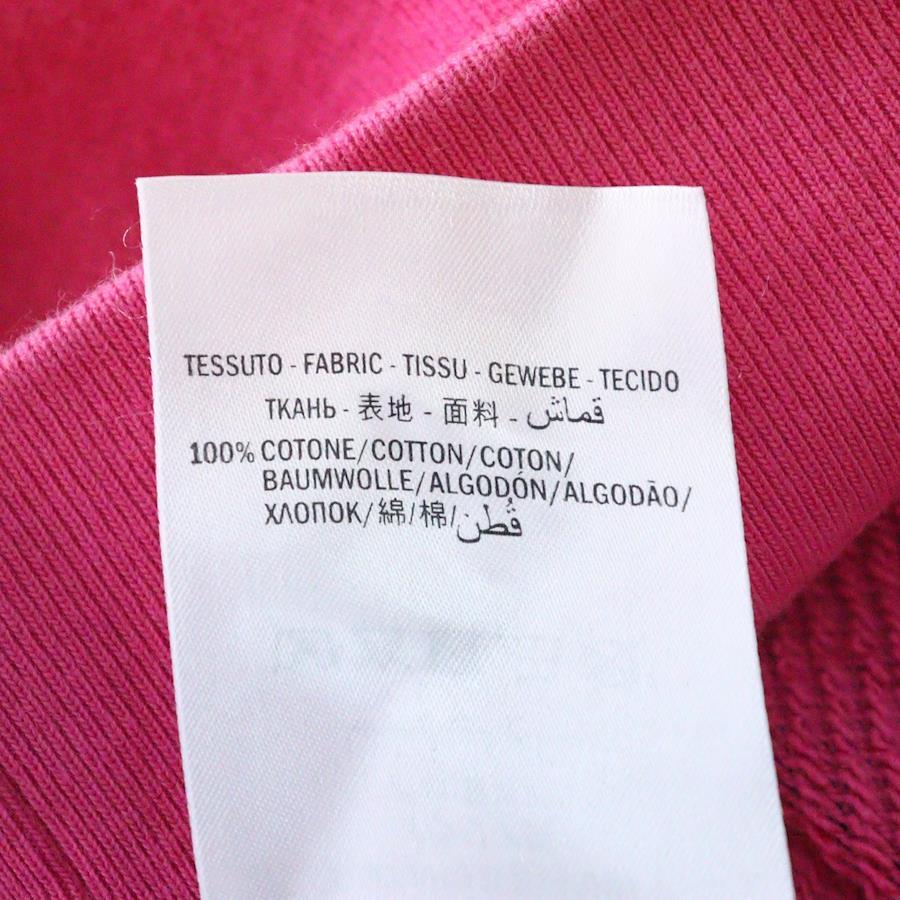 TESSUTO - FABRIC - TISSU - GEWEBE - TECIDO
ТКАНЬ - 表地 - 面料 - قماش
100% COTONE/COTTON/COTON/
BAUMWOLLE/ALGODÓN/ALGODÃO/
ХЛОПОК/綿/棉/قُطن